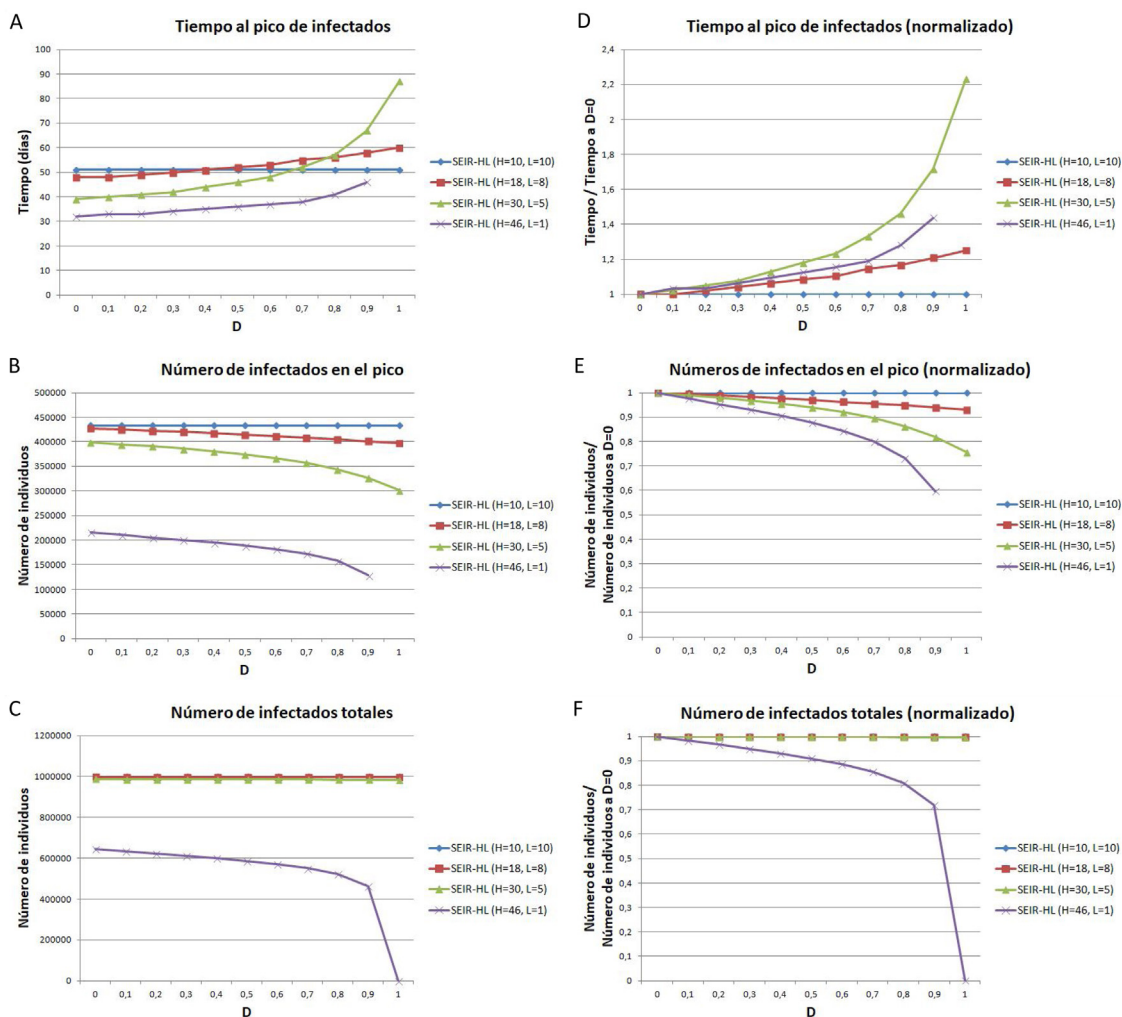 A
Tiempo al pico de infectados
Tiempo (días)
100
90
80
70
60
50
40
30
20
10
0
0 0,1 0,2 0,3 0,4 0,5 0,6 0,7 0,8 0,9 1
D
SEIR-HL (H=10, L=10)
SEIR-HL (H=18, L=8)
SEIR-HL (H=30, L=5)
SEIR-HL (H=46, L=1)
D
Tiempo al pico de infectados (normalizado)
Tiempo / Tiempo a D=0
2,4
2,2
2
1,8
1,6
1,4
1,2
1
0 0,1 0,2 0,3 0,4 0,5 0,6 0,7 0,8 0,9 1
D
SEIR-HL (H=10, L=10)
SEIR-HL (H=18, L=8)
SEIR-HL (H=30, L=5)
SEIR-HL (H=46, L=1)
B
Número de infectados en el pico
Número de individuos
500000
450000
400000
350000
300000
250000
200000
150000
100000
50000
0
0 0,1 0,2 0,3 0,4 0,5 0,6 0,7 0,8 0,9 1
D
SEIR-HL (H=10, L=10)
SEIR-HL (H=18, L=8)
SEIR-HL (H=30, L=5)
SEIR-HL (H=46, L=1)
E
Números de infectados en el pico (normalizado)
Número de individuos/
Número de individuos a D=0
1
0,9
0,8
0,7
0,6
0,5
0,4
0,3
0,2
0,1
0
0 0,1 0,2 0,3 0,4 0,5 0,6 0,7 0,8 0,9 1
D
SEIR-HL (H=10, L=10)
SEIR-HL (H=18, L=8)
SEIR-HL (H=30, L=5)
SEIR-HL (H=46, L=1)
C
Número de infectados totales
Número de individuos
1200000
1000000
800000
600000
400000
200000
0
0 0,1 0,2 0,3 0,4 0,5 0,6 0,7 0,8 0,9 1
D
SEIR-HL (H=10, L=10)
SEIR-HL (H=18, L=8)
SEIR-HL (H=30, L=5)
SEIR-HL (H=46, L=1)
F
Número de infectados totales (normalizado)
Número de individuos/
Número de individuos a D=0
1
0,9
0,8
0,7
0,6
0,5
0,4
0,3
0,2
0,1
0
0 0,1 0,2 0,3 0,4 0,5 0,6 0,7 0,8 0,9 1
D
SEIR-HL (H=10, L=10)
SEIR-HL (H=18, L=8)
SEIR-HL (H=30, L=5)
SEIR-HL (H=46, L=1)